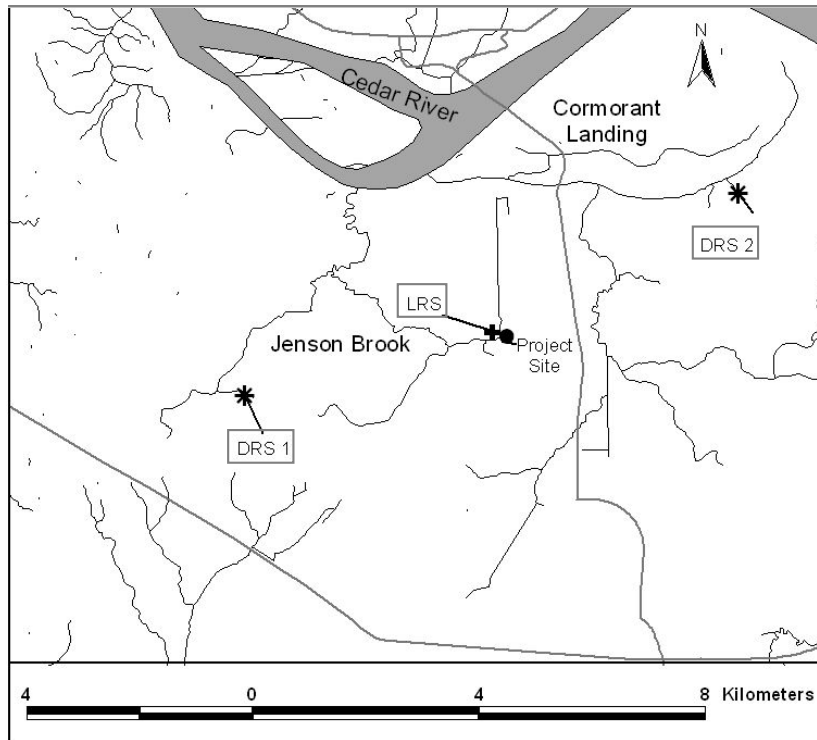 N
Cedar River
Cormorant
Landing
DRS 2
LRS
Jenson Brook
Project
Site
DRS 1
4 0 4 8 Kilometers